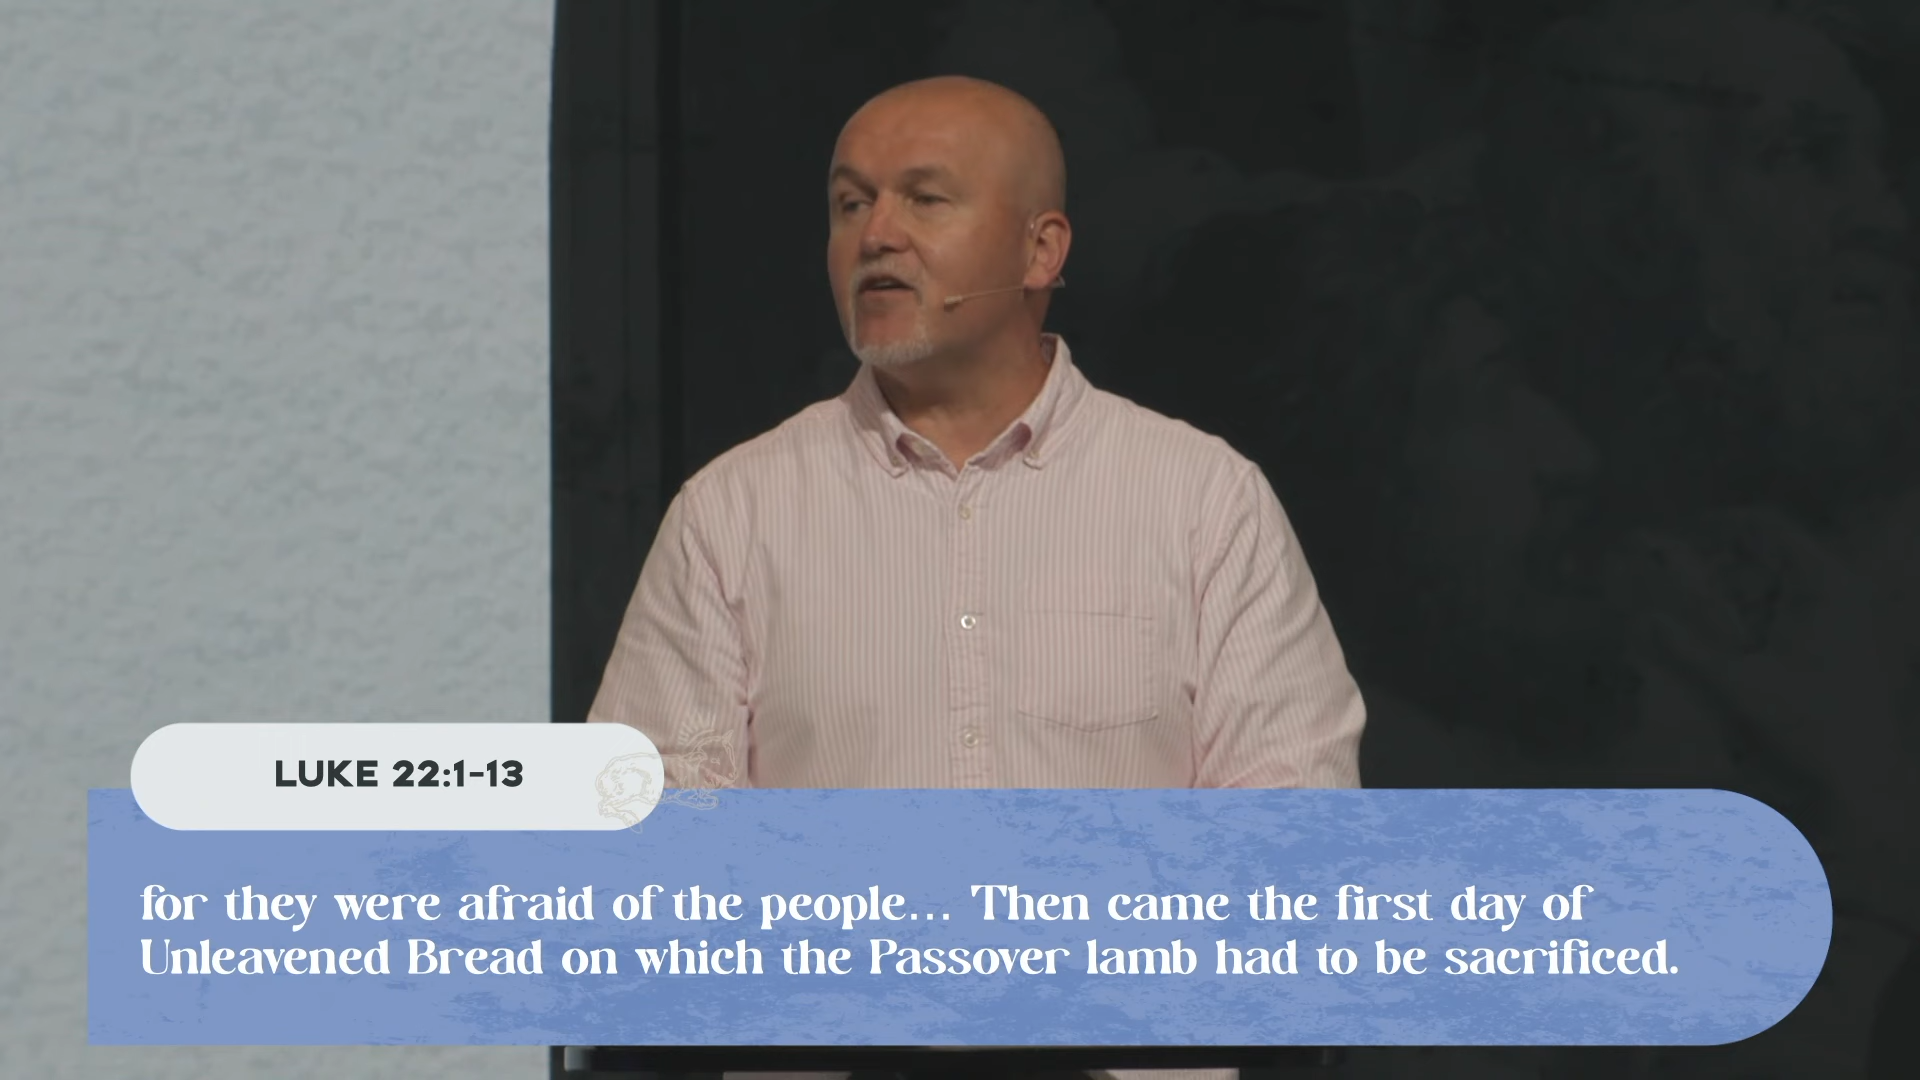 LUKE 22:1-13
for they were afraid of the people... Then came the first day of
Unleavened Bread on which the Passover lamb had to be sacrificed.